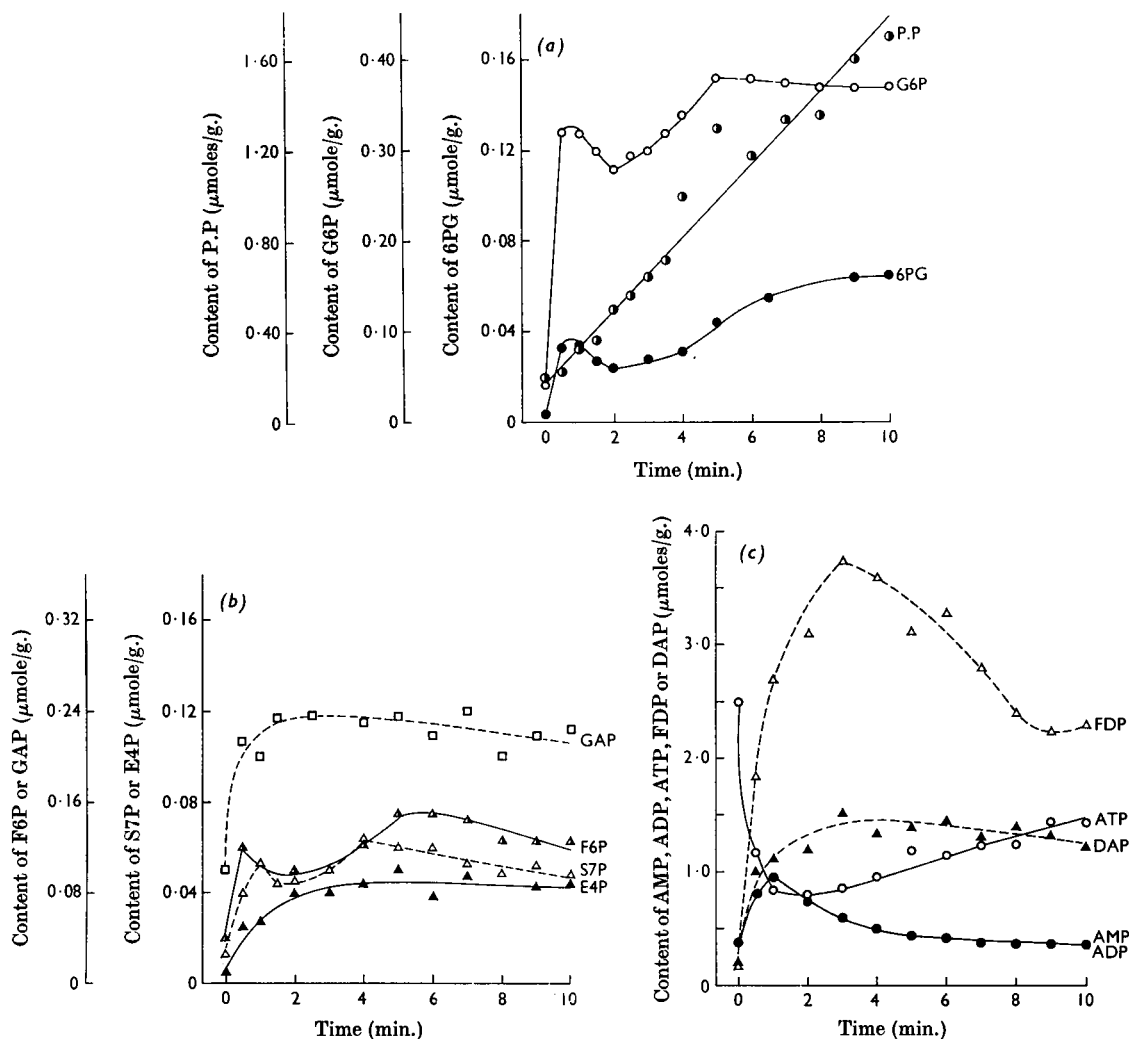 (a)
Content of P.P (μmoles/g.)
1·60
1·20
0·80
0·40
0
Content of G6P (μmole/g.)
0·40
0·30
0·20
0·10
0
Content of 6PG (μmole/g.)
0·16
0·12
0·08
0·04
0
P.P
G6P
6PG
0 2 4 6 8 10
Time (min.)
(b)
Content of F6P or GAP (μmole/g.)
0·32
0·24
0·16
0·08
0
Content of S7P or E4P (μmole/g.)
0·16
0·12
0·08
0·04
0
GAP
F6P
S7P
E4P
0 2 4 6 8 10
Time (min.)
(c)
Content of AMP, ADP, ATP, FDP or DAP (μmoles/g.)
4·0
3·0
2·0
1·0
0
FDP
ATP
DAP
AMP
ADP
0 2 4 6 8 10
Time (min.)